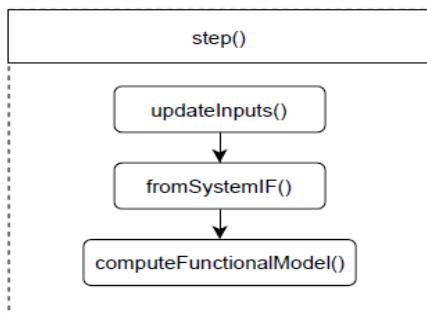 step()
updateInputs()
fromSystemIF()
computeFunctionalModel()